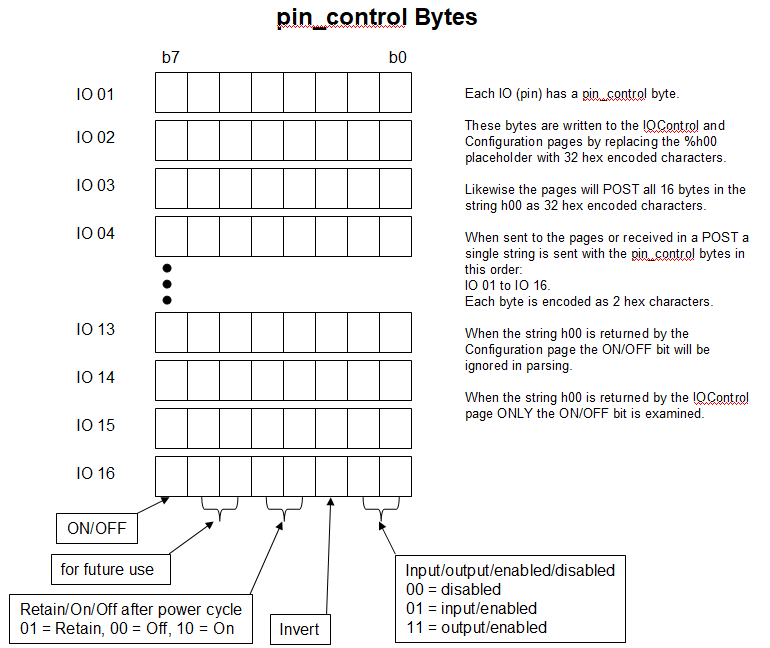 pin_control Bytes
b7 b0
IO 01
IO 02
IO 03
IO 04
IO 13
IO 14
IO 15
IO 16
Each IO (pin) has a pin_control byte.
These bytes are written to the IOControl and
Configuration pages by replacing the %h00
placeholder with 32 hex encoded characters.
Likewise the pages will POST all 16 bytes in the
string h00 as 32 hex encoded characters.
When sent to the pages or received in a POST a
single string is sent with the pin_control bytes in
this order:
IO 01 to IO 16.
Each byte is encoded as 2 hex characters.
When the string h00 is returned by the
Configuration page the ON/OFF bit will be
ignored in parsing.
When the string h00 is returned by the IOControl
page ONLY the ON/OFF bit is examined.
ON/OFF
for future use
Retain/On/Off after power cycle
01 = Retain, 00 = Off, 10 = On
Invert
Input/output/enabled/disabled
00 = disabled
01 = input/enabled
11 = output/enabled